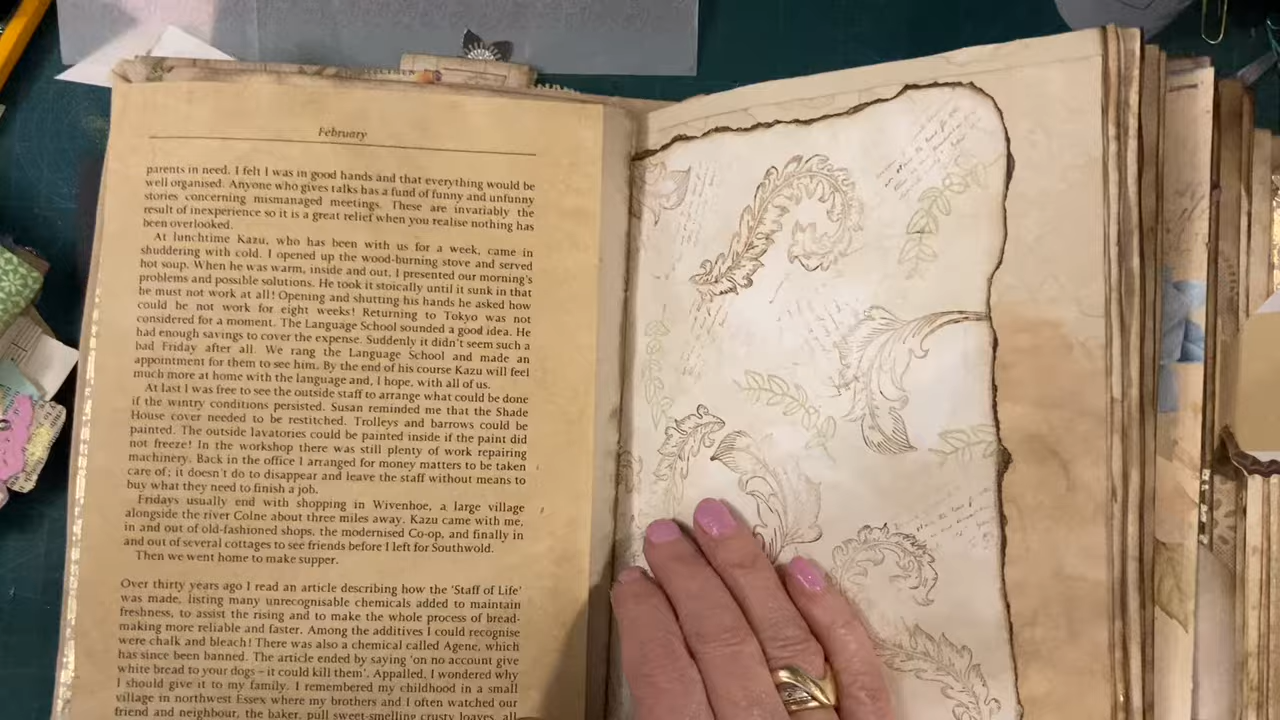 February
parents in need. I felt I was in good hands and that everything would be
well organised. Anyone who gives talks has a fund of funny and unfunny
stories concerning mismanaged meetings. These are invariably the
result of inexperience so it is a great relief when you realise nothing has
been overlooked.
At lunchtime Kazu, who has been with us for a week, came in
shuddering with cold. I opened up the wood-burning stove and served
hot soup. When he was warm, inside and out, I presented our morning's
problems and possible solutions. He took it stoically until it sunk in that
he must not work at all! Opening and shutting his hands he asked how
could he not work for eight weeks! Returning to Tokyo was not
considered for a moment. The Language School sounded a good idea. He
had enough savings to cover the expense. Suddenly it didn't seem such a
bad Friday after all. We rang the Language School and made an
appointment for them to see him. By the end of his course Kazu will feel
much more at home with the language and, I hope, with all of us.
At last I was free to see the outside staff to arrange what could be done
if the wintry conditions persisted. Susan reminded me that the Shade
House cover needed to be restitched. Trolleys and barrows could be
painted. The outside lavatories could be painted inside if the paint did
not freeze! In the workshop there was still plenty of work repairing
machinery. Back in the office I arranged for money matters to be taken
care of; it doesn't do to disappear and leave the staff without means to
buy what they need to finish a job.
Fridays usually end with shopping in Wivenhoe, a large village
alongside the river Colne about three miles away. Kazu came with me,
in and out of old-fashioned shops, the modernised Co-op, and finally in
and out of several cottages to see friends before I left for Southwold.
Then we went home to make supper.
Over thirty years ago I read an article describing how the 'Staff of Life'
was made, listing many unrecognisable chemicals added to maintain
freshness, to assist the rising and to make the whole process of bread-
making more reliable and faster. Among the additives I could recognise
were chalk and bleach! There was also a chemical called Agene, which
has since been banned. The article ended by saying 'on no account give
white bread to your dogs – it could kill them'. Appalled, I wondered why
I should give it to my family. I remembered my childhood in a small
village in northwest Essex where my brothers and I often watched our
friend and neighbour, the baker, pull sweet-smelling crusty loaves, all